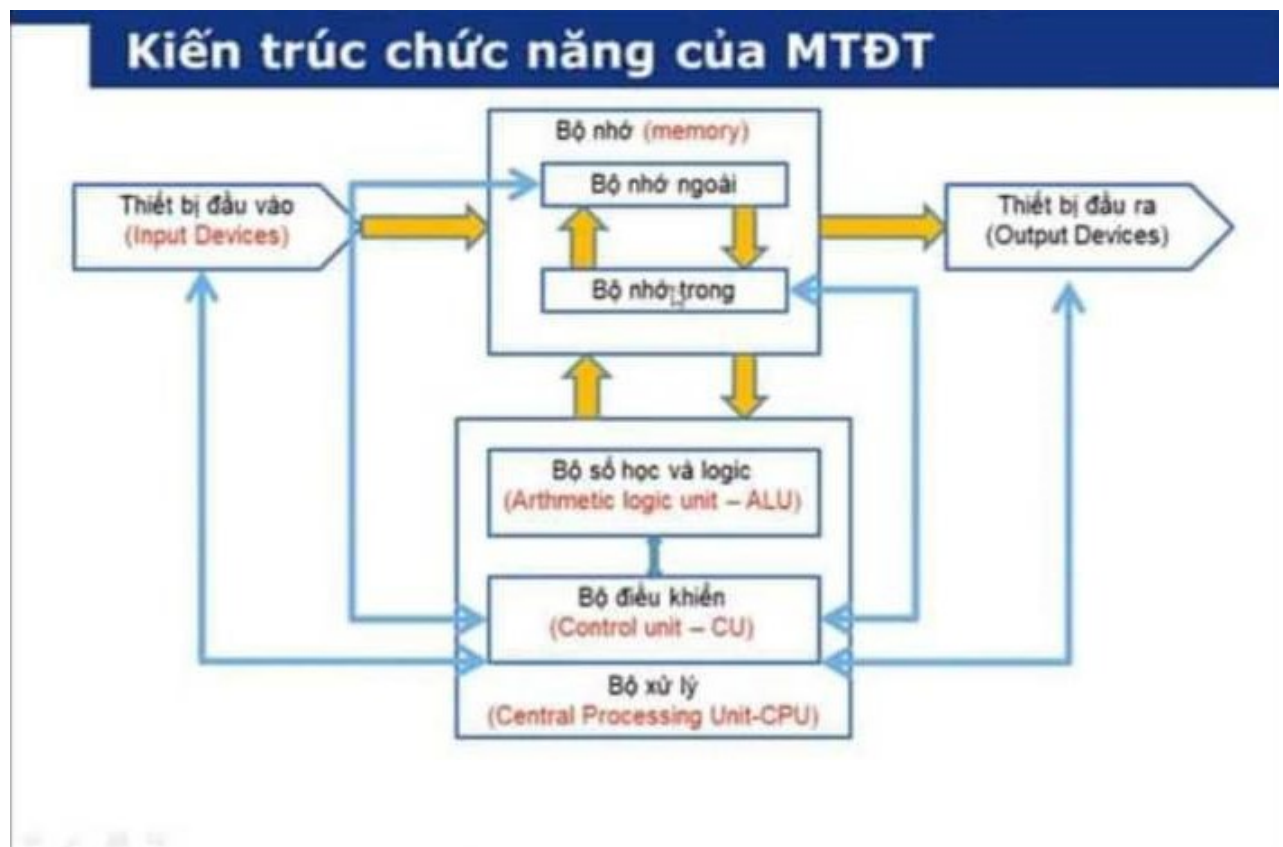 Kiến trúc chức năng của MTĐT
Bộ nhớ (memory)
Bộ nhớ ngoài
Thiết bị đầu vào
(Input Devices)
Thiết bị đầu ra
(Output Devices)
Bộ nhớ trong
Bộ số học và logic
(Arthmetic logic unit – ALU)
Bộ điều khiển
(Control unit – CU)
Bộ xử lý
(Central Processing Unit-CPU)